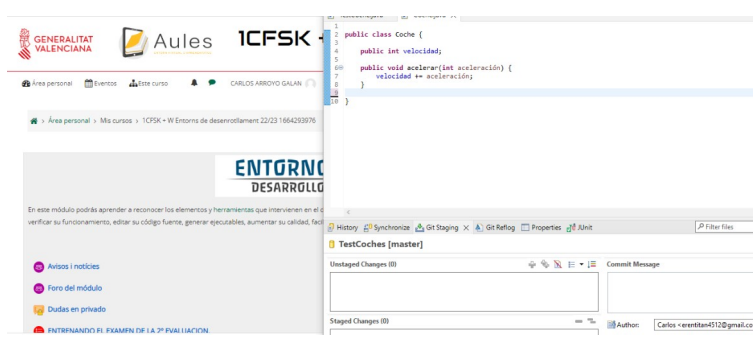 GENERALITAT
VALENCIANA
Aules
1CFSK
Área personal
Eventos
Este curso
CARLOS ARROYO GALAN
Área personal > Mis cursos > 1CFSK + W Entorns de desenrotllament 22/23 1664293976
ENTORNO
DESARROLLO
En este módulo podrás aprender a reconocer los elementos y herramientas que intervienen en el
verificar su funcionamiento, editar su código fuente, generar ejecutables, aumentar su calidad,
Avisos i notícies
Foro del módulo
Dudas en privado
ENTRENANDO EL EXAMEN DE LA 2ª EVALUACION
1
2 public class Coche {
3
4 public int velocidad;
5
6 public void acelerar(int aceleración) {
7 velocidad += aceleración;
8 }
9
10 }
History Synchronize Git Staging Git Reflog Properties JUnit
Filter files
TestCoches [master]
Unstaged Changes (0)
Commit Message
Staged Changes (0)
Author: Carlos <erentitan4512@gmail.co